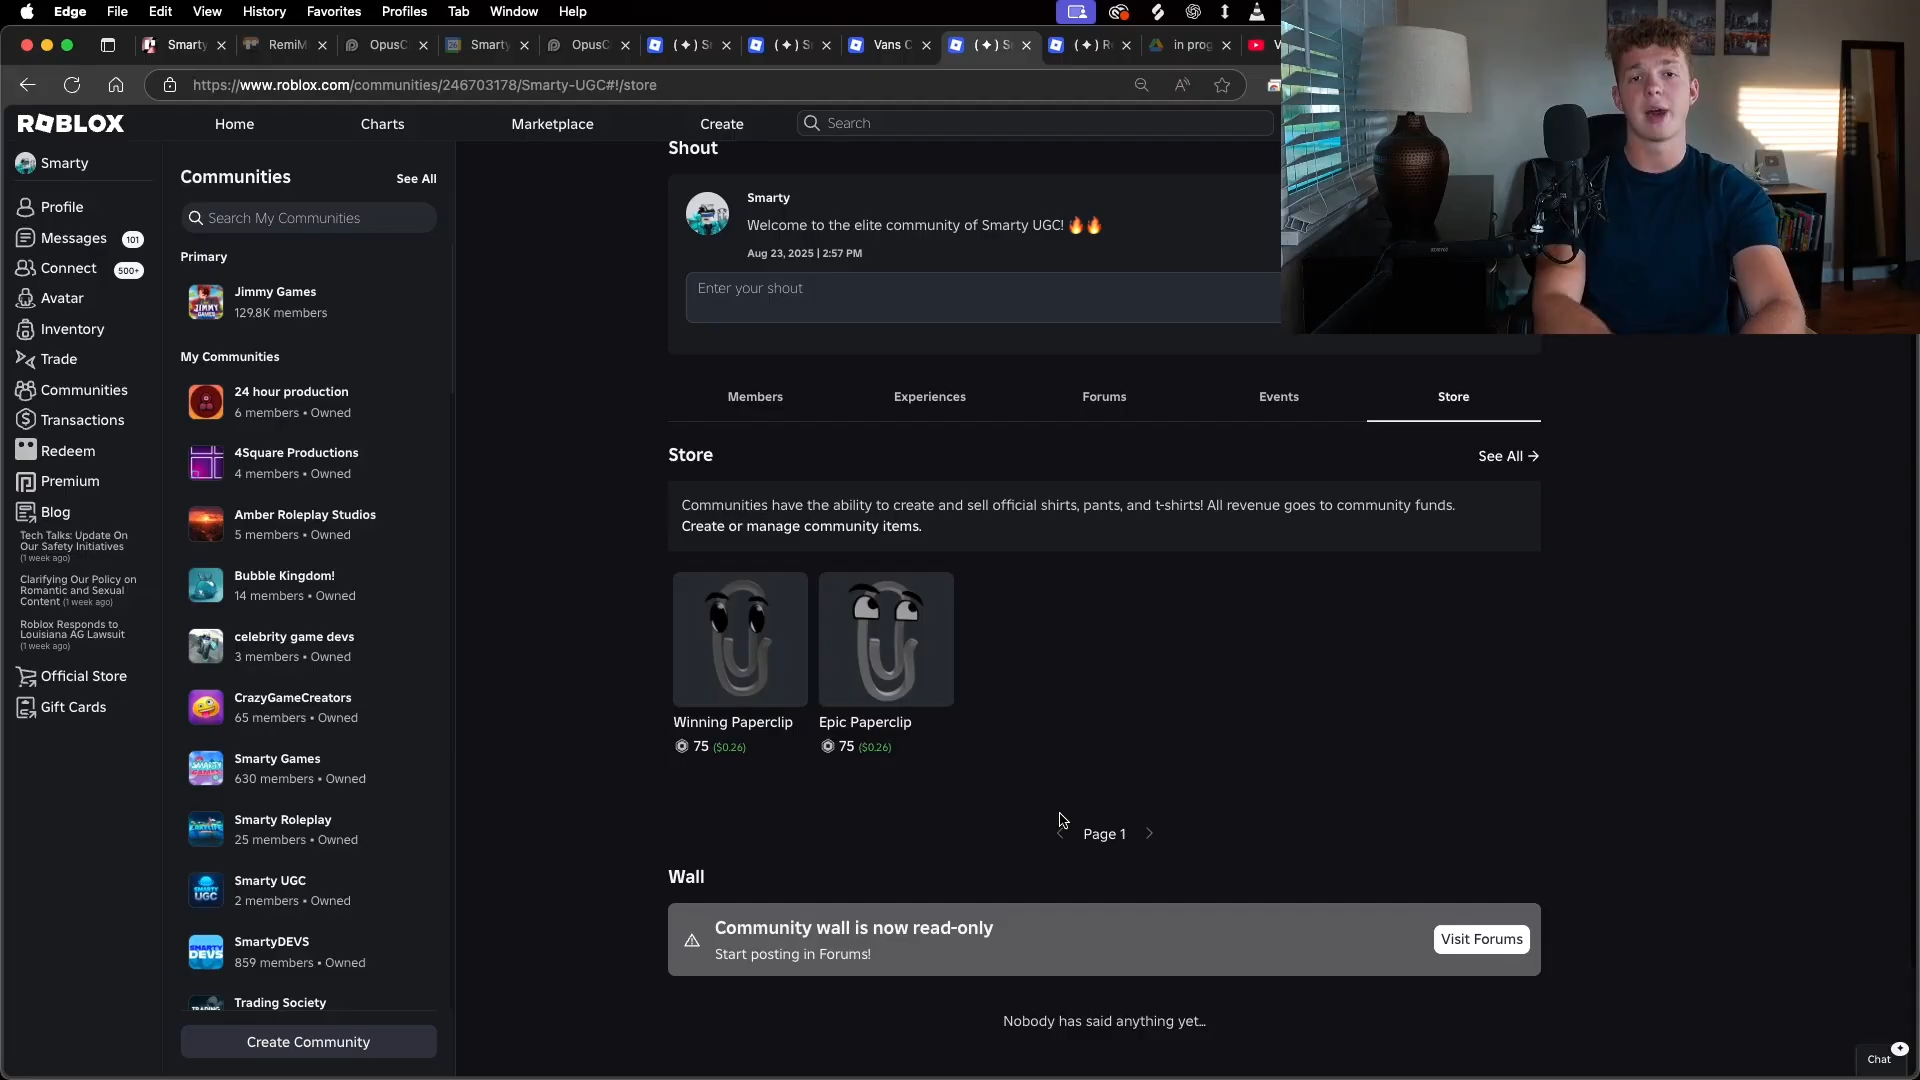 Edge File Edit View History Favorites Profiles Tab Window Help
Smarty
RemiM
OpusC
Smarty
OpusC
Vans C
in prog
https://www.roblox.com/communities/246703178/Smarty-UGC#!/store
ROBLOX
Home
Charts
Marketplace
Create
Search
Smarty
Profile
Messages 101
Connect 500+
Avatar
Inventory
Trade
Communities
Transactions
Redeem
Premium
Blog
Tech Talks: Update On
Our Safety Initiatives
(1 week ago)
Clarifying Our Policy on
Romantic and Sexual
Content (1 week ago)
Roblox Responds to
Louisiana AG Lawsuit
(1 week ago)
Official Store
Gift Cards
Communities
See All
Search My Communities
Primary
Jimmy Games
129.8K members
My Communities
24 hour production
6 members • Owned
4Square Productions
4 members • Owned
Amber Roleplay Studios
5 members • Owned
Bubble Kingdom!
14 members • Owned
celebrity game devs
3 members • Owned
CrazyGameCreators
65 members • Owned
Smarty Games
630 members • Owned
Smarty Roleplay
25 members • Owned
Smarty UGC
2 members • Owned
SmartyDEVS
859 members • Owned
Trading Society
Create Community
Shout
Smarty
Welcome to the elite community of Smarty UGC! 🔥🔥
Aug 23, 2025 | 2:57 PM
Enter your shout
Members
Experiences
Forums
Events
Store
Store
See All →
Communities have the ability to create and sell official shirts, pants, and t-shirts! All revenue goes to community funds.
Create or manage community items.
Winning Paperclip
75 ($0.26)
Epic Paperclip
75 ($0.26)
Page 1
Wall
Community wall is now read-only
Start posting in Forums!
Visit Forums
Nobody has said anything yet...
Chat